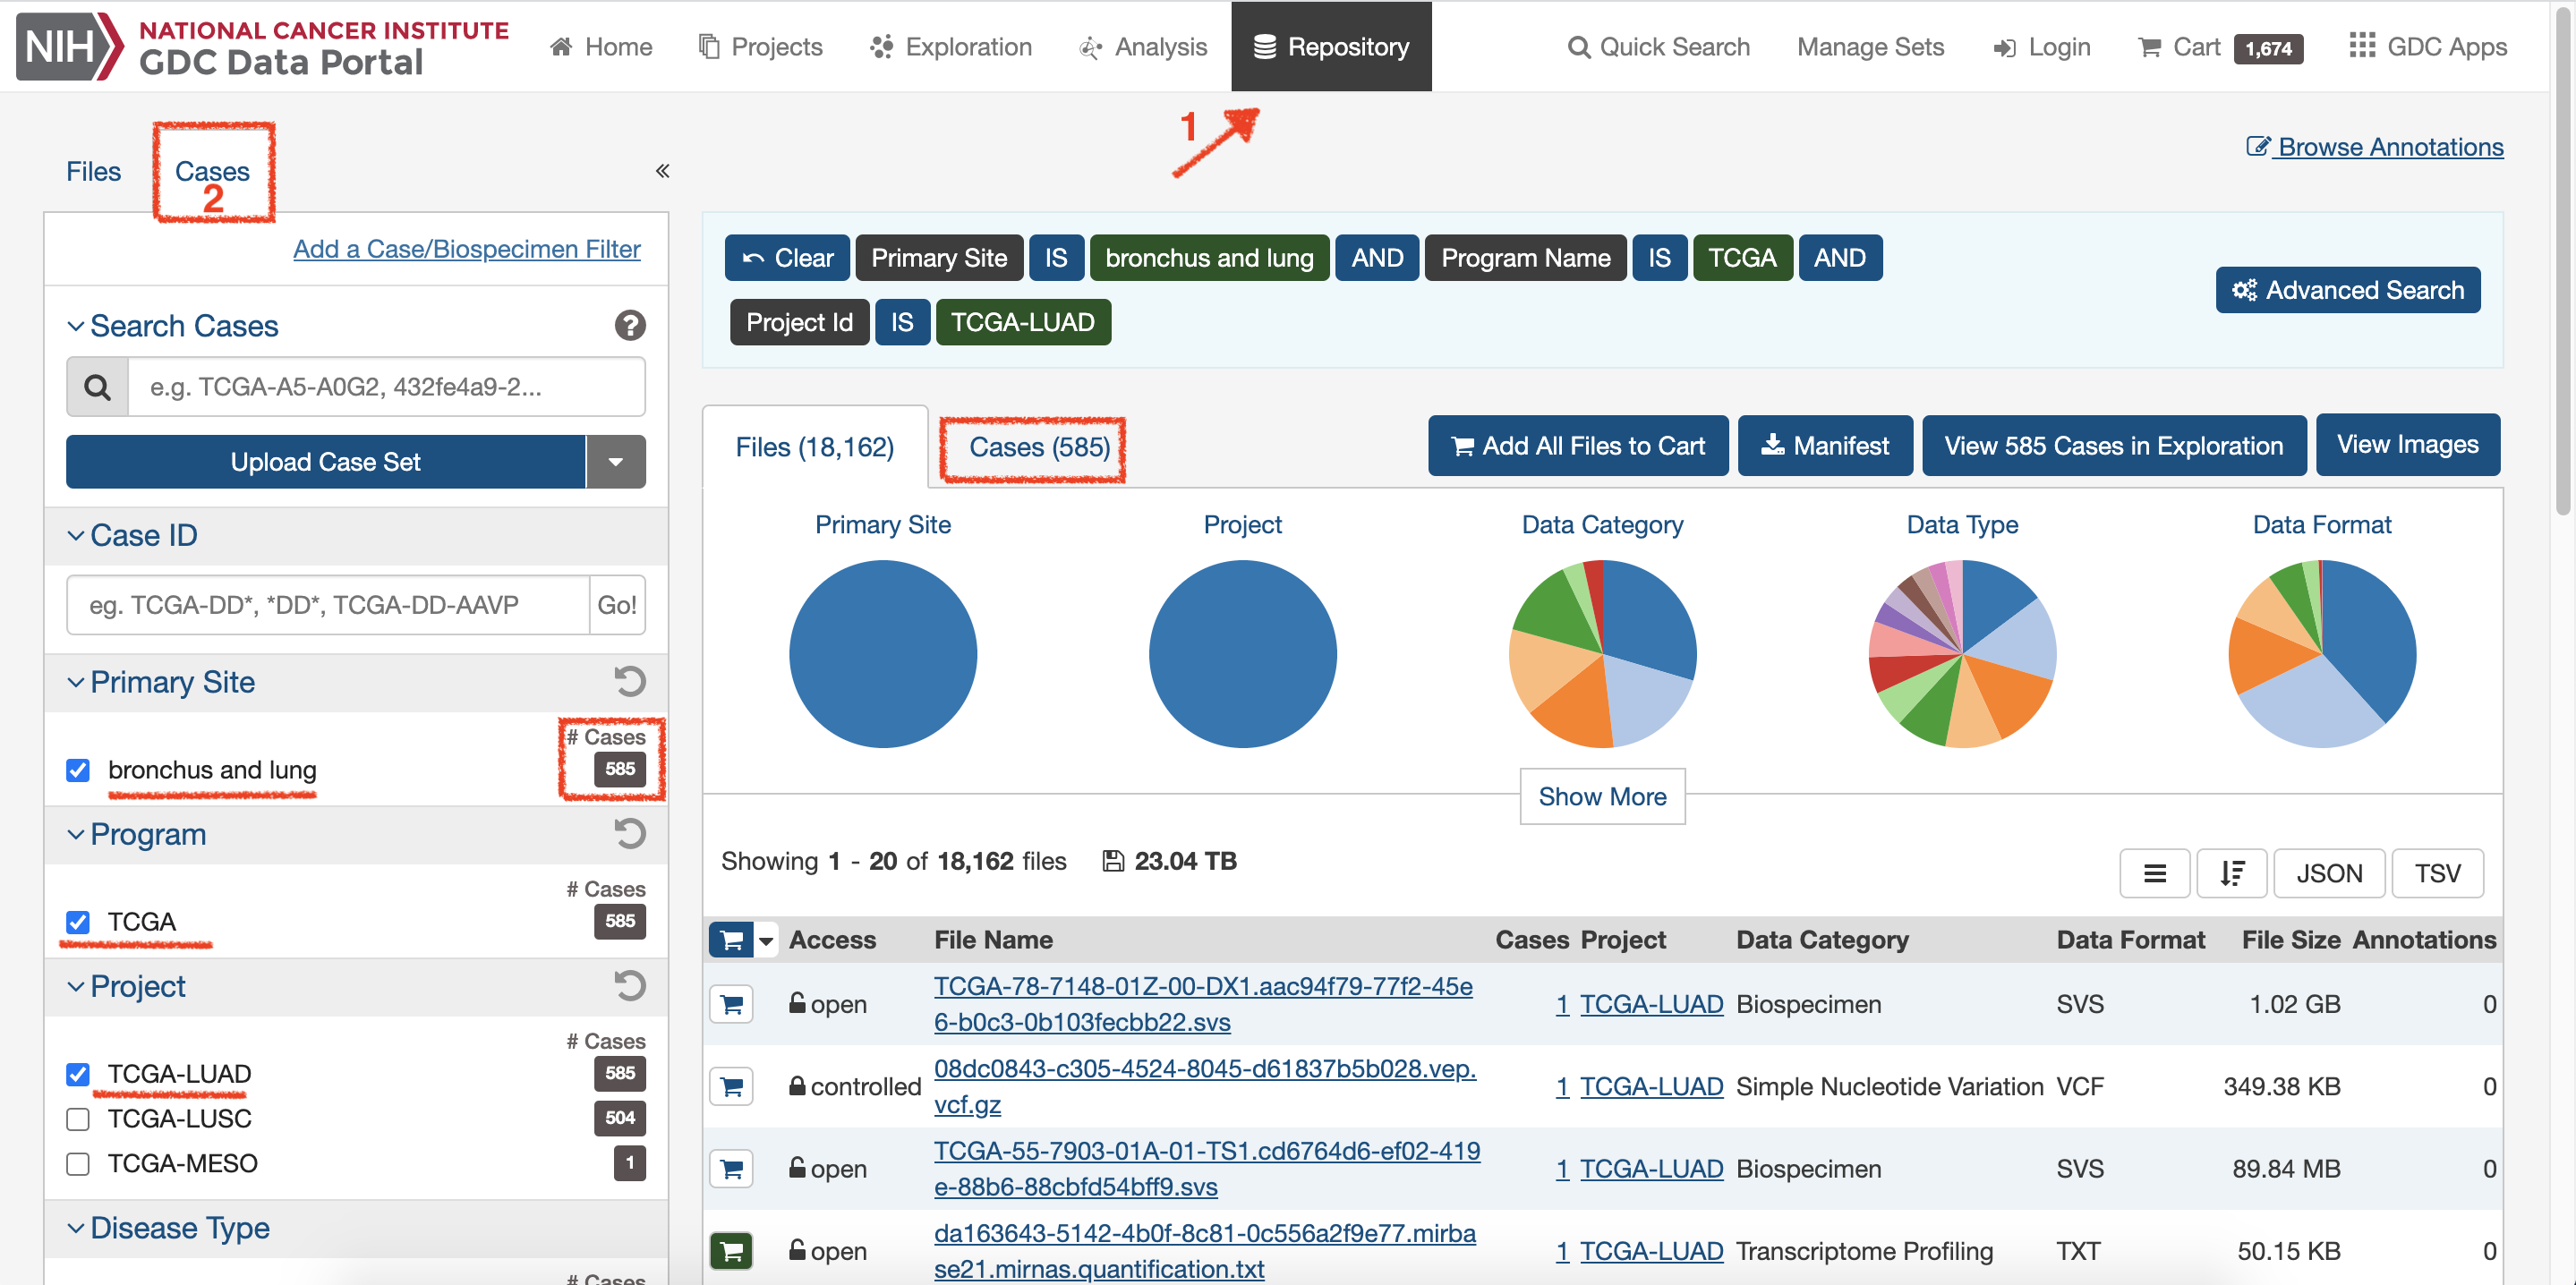 NIH NATIONAL CANCER INSTITUTE
GDC Data Portal
Home Projects Exploration Analysis Repository Quick Search Manage Sets Login Cart 1,674 GDC Apps
1
Browse Annotations
Files Cases
2
Add a Case/Biospecimen Filter
Search Cases
e.g. TCGA-A5-A0G2, 432fe4a9-2...
Upload Case Set
Case ID
eg. TCGA-DD*, *DD*, TCGA-DD-AAVP Go!
Primary Site
# Cases
bronchus and lung 585
Program
# Cases
TCGA 585
Project
# Cases
TCGA-LUAD 585
TCGA-LUSC 504
TCGA-MESO 1
Disease Type
# Cases
Clear Primary Site IS bronchus and lung AND Program Name IS TCGA AND
Project Id IS TCGA-LUAD
Advanced Search
Files (18,162) Cases (585) Add All Files to Cart Manifest View 585 Cases in Exploration View Images
Primary Site Project Data Category Data Type Data Format
Show More
Showing 1 - 20 of 18,162 files 23.04 TB
JSON TSV
Access File Name Cases Project Data Category Data Format File Size Annotations
open TCGA-78-7148-01Z-00-DX1.aac94f79-77f2-45e 1 TCGA-LUAD Biospecimen SVS 1.02 GB 0
6-b0c3-0b103fecbb22.svs
controlled 08dc0843-c305-4524-8045-d61837b5b028.vep. 1 TCGA-LUAD Simple Nucleotide Variation VCF 349.38 KB 0
vcf.gz
open TCGA-55-7903-01A-01-TS1.cd6764d6-ef02-419 1 TCGA-LUAD Biospecimen SVS 89.84 MB 0
e-88b6-88cbfd54bff9.svs
open da163643-5142-4b0f-8c81-0c556a2f9e77.mirba 1 TCGA-LUAD Transcriptome Profiling TXT 50.15 KB 0
se21.mirnas.quantification.txt